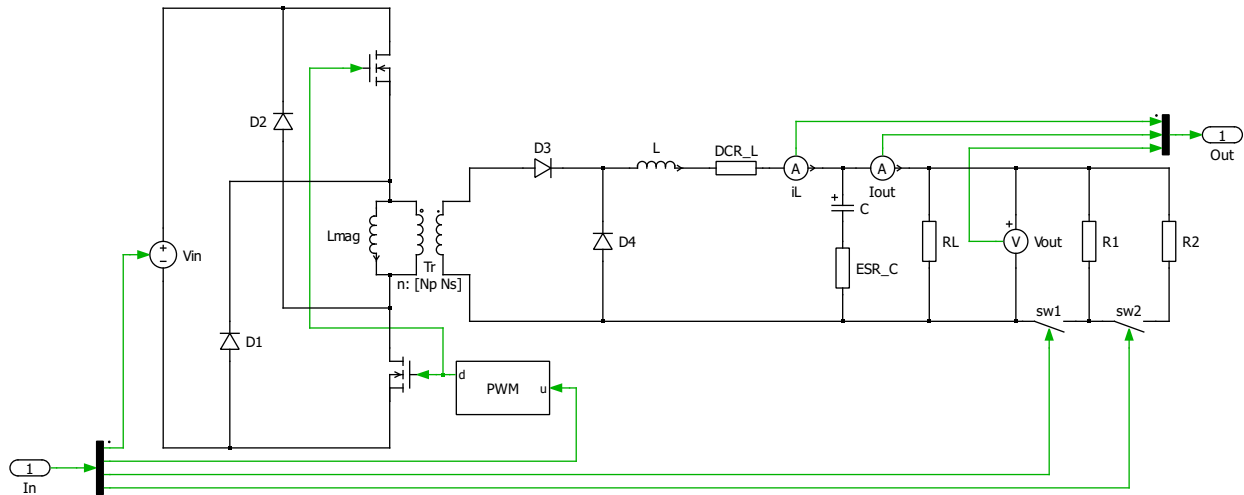 D2
D3
L
DCR_L
A
iL
A
Iout
1
Out
Lmag
Tr
n: [Np Ns]
D4
C
ESR_C
RL
V
Vout
R1
R2
Vin
D1
sw1
sw2
d
PWM
u
1
In